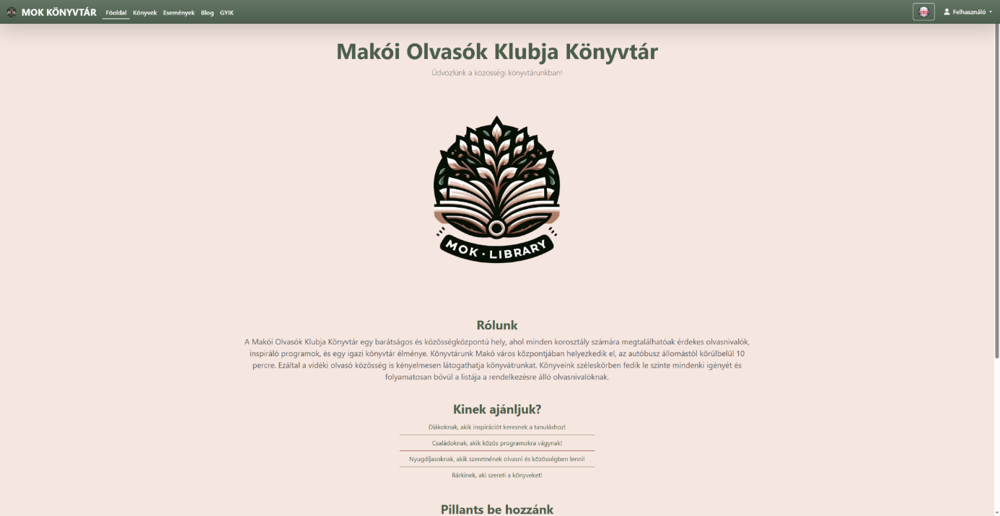 MOK KÖNYVTÁR Főoldal Könyvek Események Blog GYIK Felhasználó
Makói Olvasók Klubja Könyvtár
Üdvözlünk a közösségi könyvtárunkban!
MOK · LIBRARY
Rólunk
A Makói Olvasók Klubja Könyvtár egy barátságos és közösségközpontú hely, ahol minden korosztály számára megtalálhatóak érdekes olvasnivalók,
inspiráló programok, és egy igazi könyvtár élménye. Könyvtárunk Makó város központjában helyezkedik el, az autóbusz állomástól körülbelül 10
percre. Ezáltal a vidéki olvasó közösség is kényelmesen látogathatja könyvátrunkat. Könyveink széleskörben fedik le szinte mindenki igényét és
folyamatosan bővül a listája a rendelkezésre álló olvasnivalóknak.
Kinek ajánljuk?
Diákoknak, akik inspirációt keresnek a tanuláshoz!
Családoknak, akik közös programokra vágynak!
Nyugdíjasoknak, akik szeretnének olvasni és közösségben lenni!
Bárkinek, aki szereti a könyveket!
Pillants be hozzánk